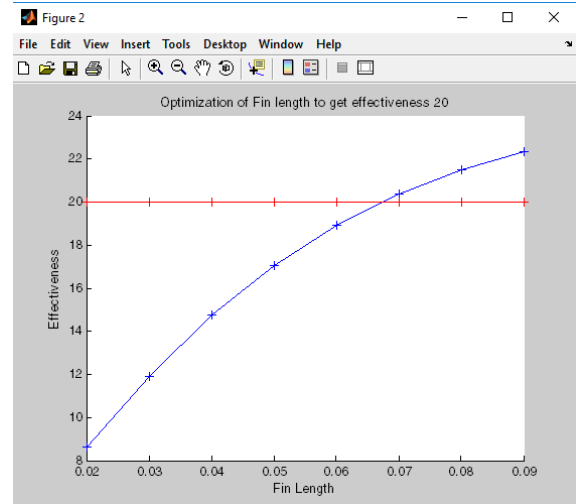 Figure 2
File Edit View Insert Tools Desktop Window Help
Optimization of Fin length to get effectiveness 20
24
22
20
18
16
14
12
10
8
Effectiveness
0.02 0.03 0.04 0.05 0.06 0.07 0.08 0.09
Fin Length